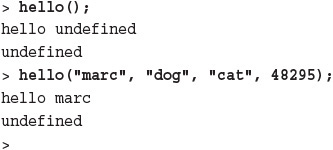 > hello();
hello undefined
undefined
> hello("marc", "dog", "cat", 48295);
hello marc
undefined
>